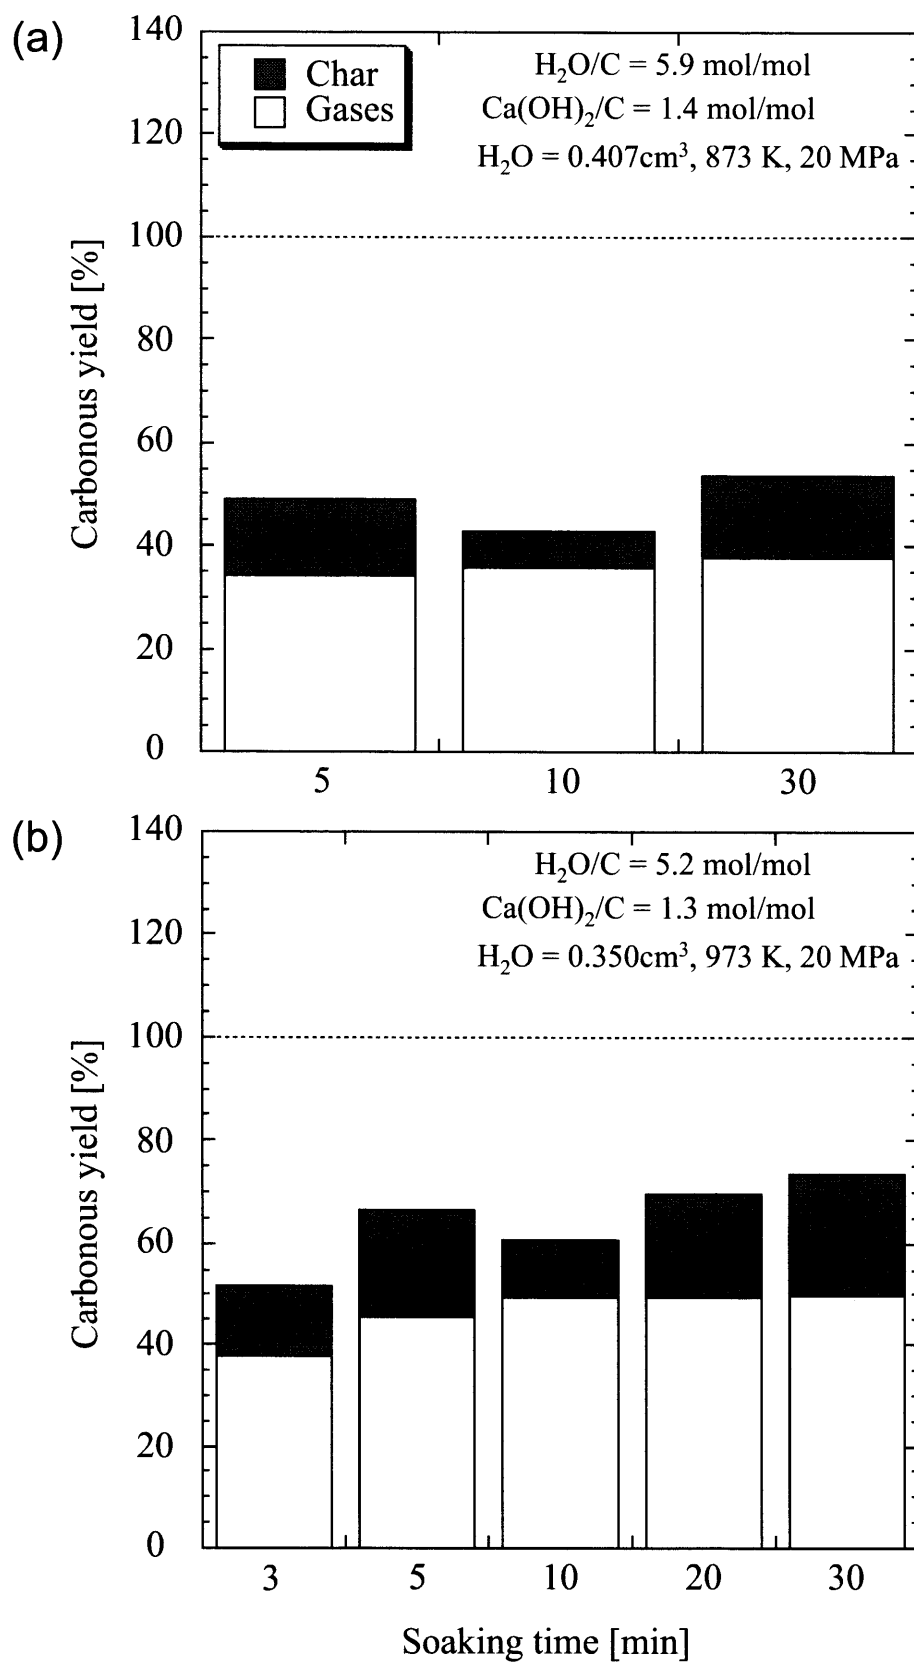 (a)
Carbonous yield [%]
140
120
100
80
60
40
20
0
Char
Gases
H₂O/C = 5.9 mol/mol
Ca(OH)₂/C = 1.4 mol/mol
H₂O = 0.407cm³, 873 K, 20 MPa
5 10 30
(b)
Carbonous yield [%]
140
120
100
80
60
40
20
0
H₂O/C = 5.2 mol/mol
Ca(OH)₂/C = 1.3 mol/mol
H₂O = 0.350cm³, 973 K, 20 MPa
3 5 10 20 30
Soaking time [min]